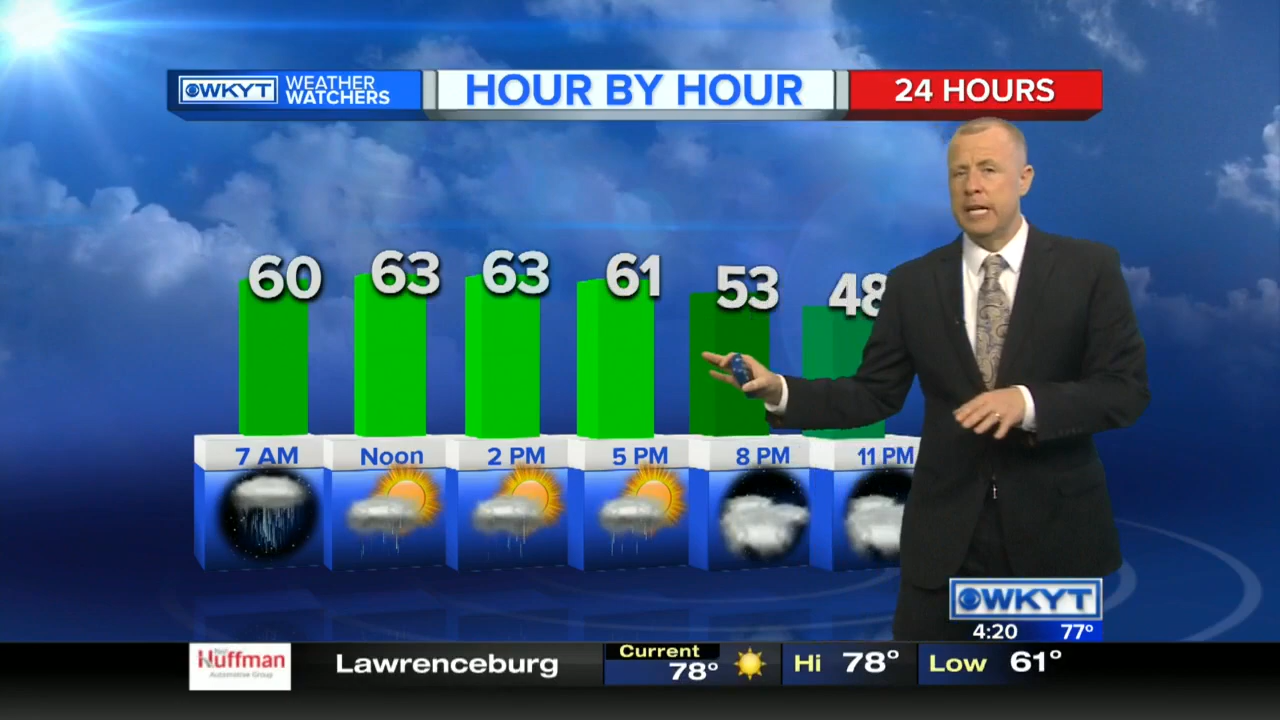 WKYT WEATHER WATCHERS
HOUR BY HOUR
24 HOURS
60 63 63 61 53 48
7 AM Noon 2 PM 5 PM 8 PM 11 PM
WKYT
4:20 77°
Huffman
Automotive Group
Lawrenceburg
Current
78°
Hi 78°
Low 61°